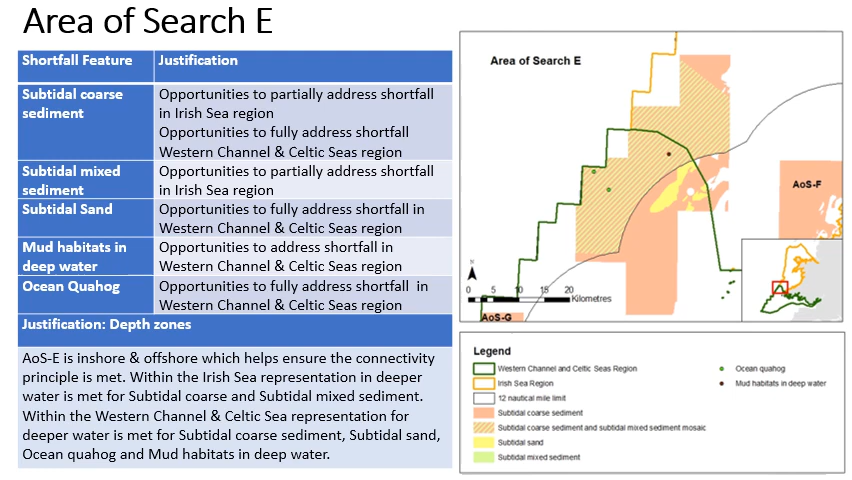 Area of Search E
Shortfall Feature
Justification
Subtidal coarse
sediment
Opportunities to partially address shortfall
in Irish Sea region
Opportunities to fully address shortfall
Western Channel & Celtic Seas region
Subtidal mixed
sediment
Opportunities to partially address shortfall
in Irish Sea region
Subtidal Sand
Opportunities to fully address shortfall in
Western Channel & Celtic Seas region
Mud habitats in
deep water
Opportunities to address shortfall in
Western Channel & Celtic Seas region
Ocean Quahog
Opportunities to fully address shortfall in
Western Channel & Celtic Seas region
Justification: Depth zones
AoS-E is inshore & offshore which helps ensure the connectivity
principle is met. Within the Irish Sea representation in deeper
water is met for Subtidal coarse and Subtidal mixed sediment.
Within the Western Channel & Celtic Sea representation for
deeper water is met for Subtidal coarse sediment, Subtidal sand,
Ocean quahog and Mud habitats in deep water.
Area of Search E
AoS-F
N
0 5 10 15 20
Kilometres
AoS-G
Legend
Western Channel and Celtic Seas Region
Irish Sea Region
12 nautical mile limit
Subtidal coarse sediment
Subtidal coarse sediment and subtidal mixed sediment mosaic
Subtidal sand
Subtidal mixed sediment
Ocean quahog
Mud habitats in deep water